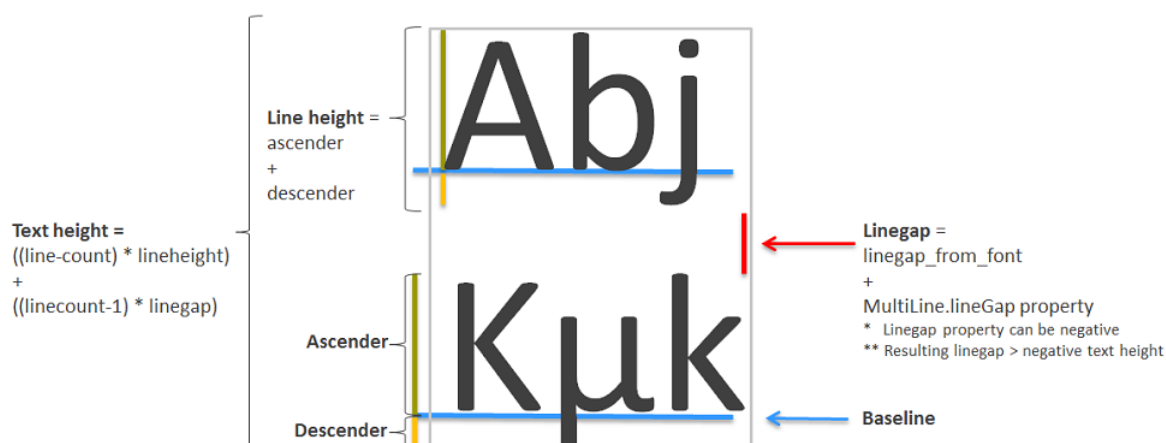 Abj
Line height =
ascender
+
descender
Text height =
((line-count) * lineheight)
+
((linecount-1) * linegap)
Linegap =
linegap_from_font
+
MultiLine.lineGap property
* Linegap property can be negative
** Resulting linegap > negative text height
Kµk
Ascender
Baseline
Descender